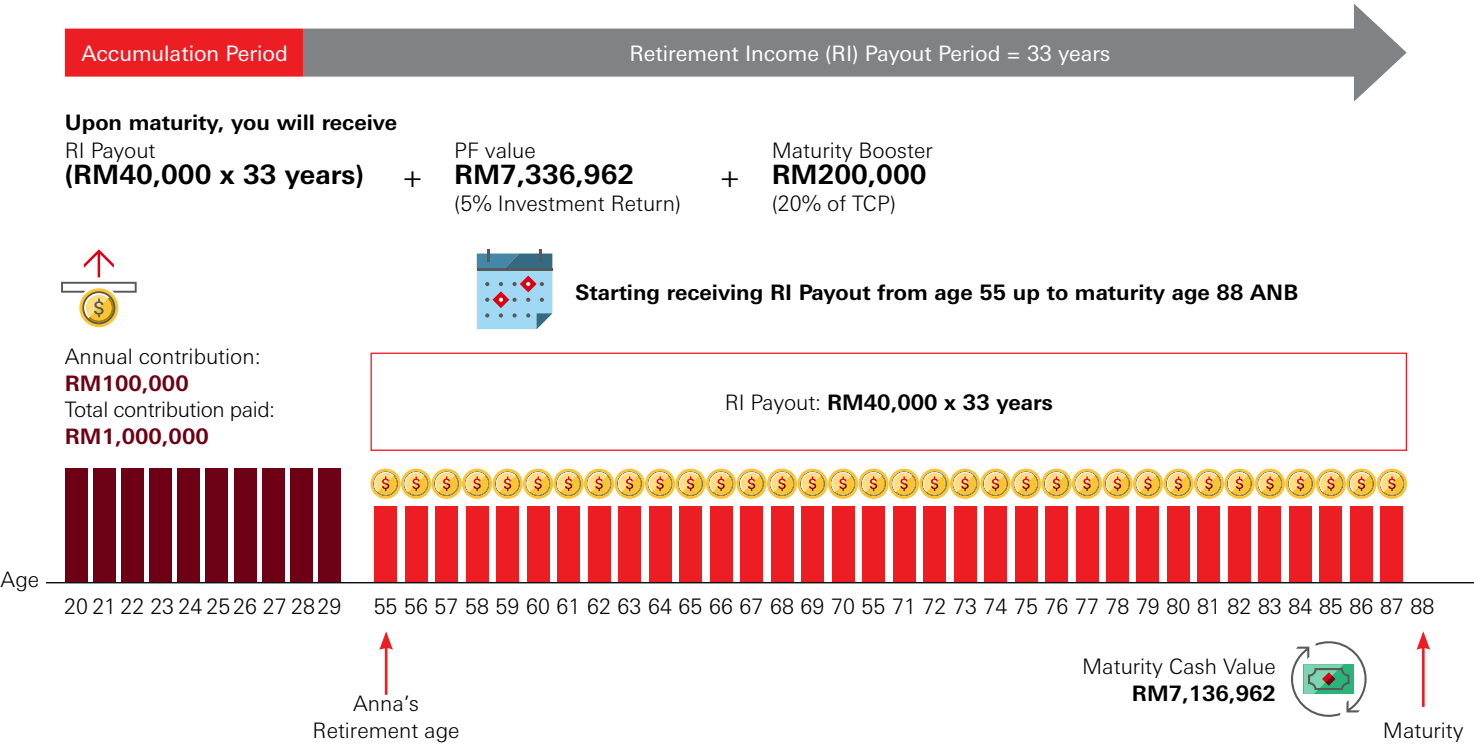 Accumulation Period
Retirement Income (RI) Payout Period = 33 years
Upon maturity, you will receive
RI Payout
(RM40,000 x 33 years)
+
PF value
RM7,336,962
(5% Investment Return)
+
Maturity Booster
RM200,000
(20% of TCP)
Starting receiving RI Payout from age 55 up to maturity age 88 ANB
Annual contribution:
RM100,000
Total contribution paid:
RM1,000,000
RI Payout: RM40,000 x 33 years
Age
20 21 22 23 24 25 26 27 28 29 55 56 57 58 59 60 61 62 63 64 65 66 67 68 69 70 55 71 72 73 74 75 76 77 78 79 80 81 82 83 84 85 86 87 88
Anna's
Retirement age
Maturity Cash Value
RM7,136,962
Maturity